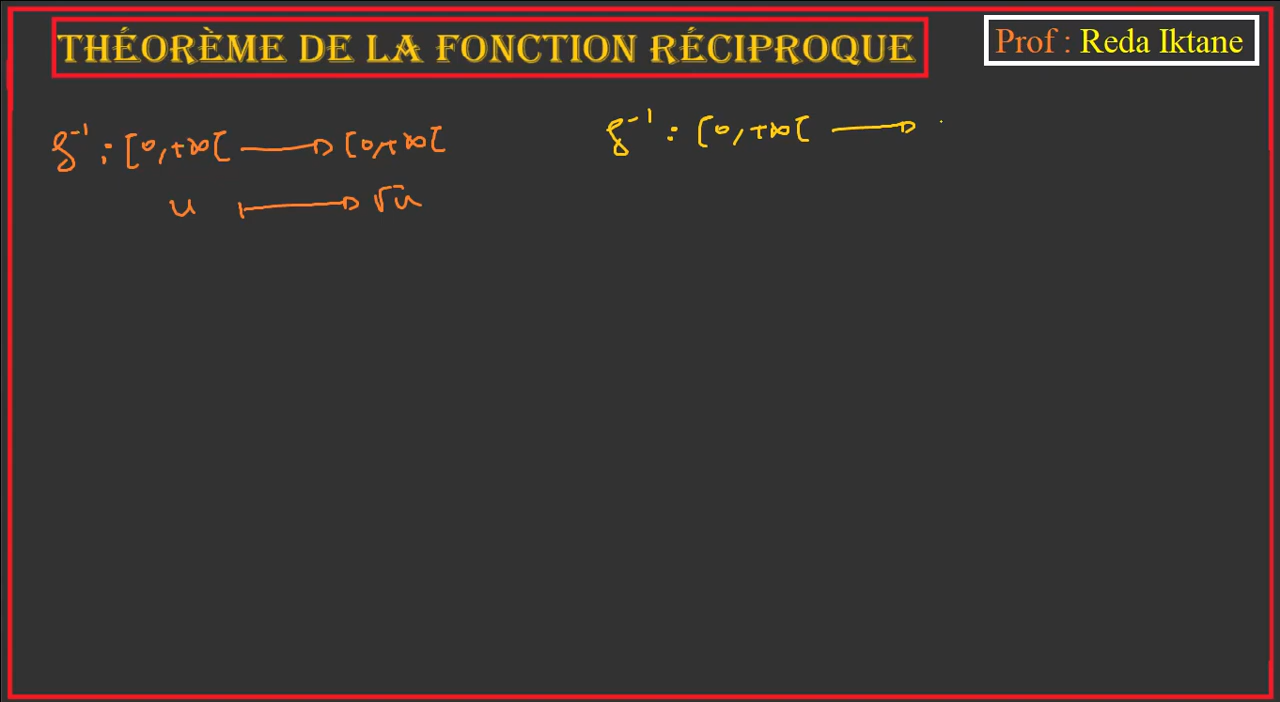 THÉORÈME DE LA FONCTION RÉCIPROQUE
Prof : Reda Iktane
g⁻¹ : [0,+∞[ → [0,+∞[
u ↦ √u
g⁻¹ : [0,+∞[ →